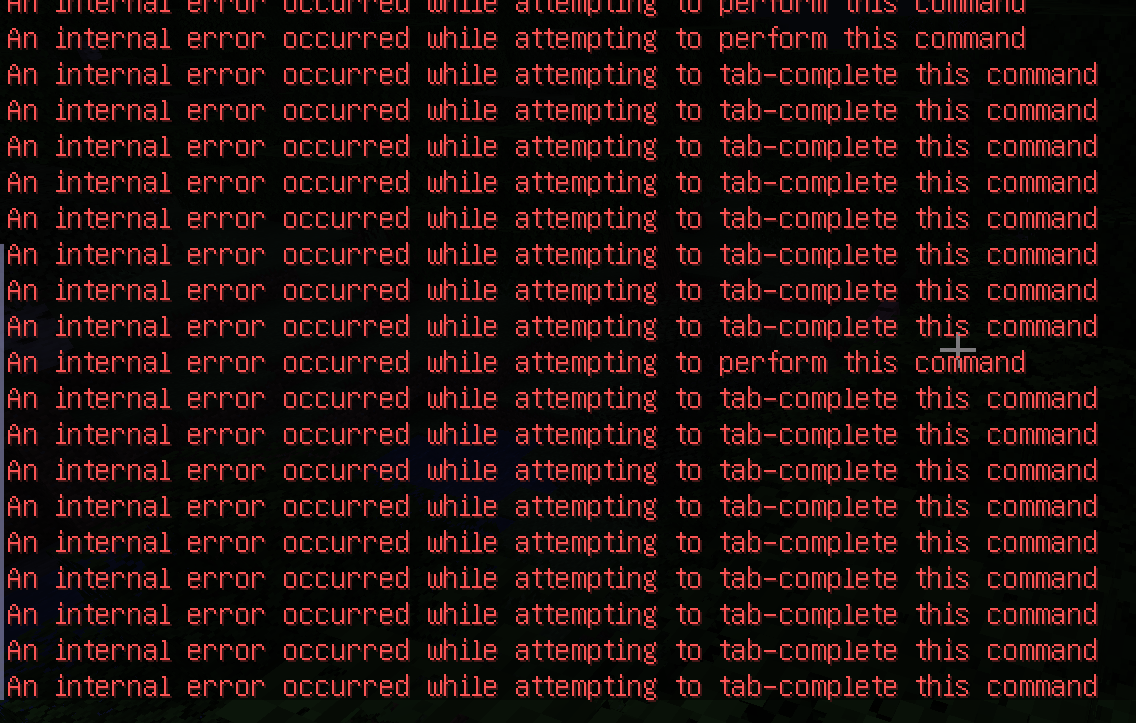 An internal error occurred while attempting to perform this command
An internal error occurred while attempting to perform this command
An internal error occurred while attempting to tab-complete this command
An internal error occurred while attempting to tab-complete this command
An internal error occurred while attempting to tab-complete this command
An internal error occurred while attempting to tab-complete this command
An internal error occurred while attempting to tab-complete this command
An internal error occurred while attempting to tab-complete this command
An internal error occurred while attempting to tab-complete this command
An internal error occurred while attempting to tab-complete this command
An internal error occurred while attempting to perform this command
An internal error occurred while attempting to tab-complete this command
An internal error occurred while attempting to tab-complete this command
An internal error occurred while attempting to tab-complete this command
An internal error occurred while attempting to tab-complete this command
An internal error occurred while attempting to tab-complete this command
An internal error occurred while attempting to tab-complete this command
An internal error occurred while attempting to tab-complete this command
An internal error occurred while attempting to tab-complete this command
An internal error occurred while attempting to tab-complete this command